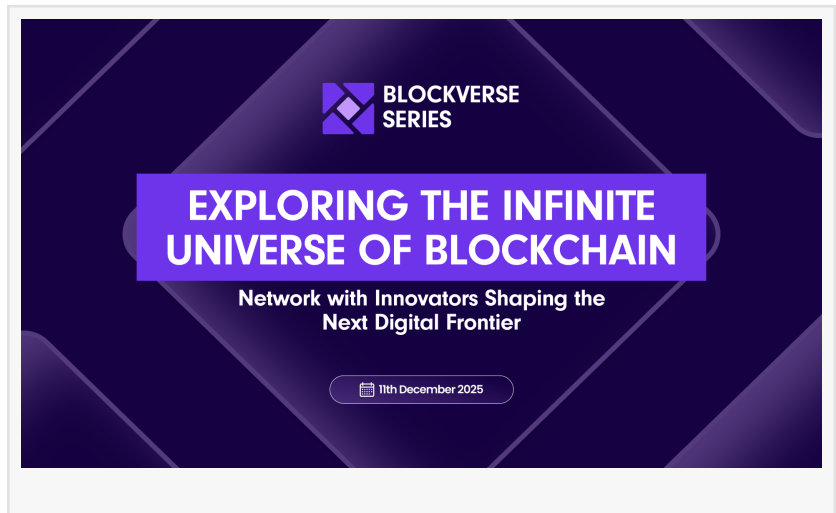 BLOCKVERSE
SERIES
EXPLORING THE INFINITE
UNIVERSE OF BLOCKCHAIN
Network with Innovators Shaping the
Next Digital Frontier
11th December 2025